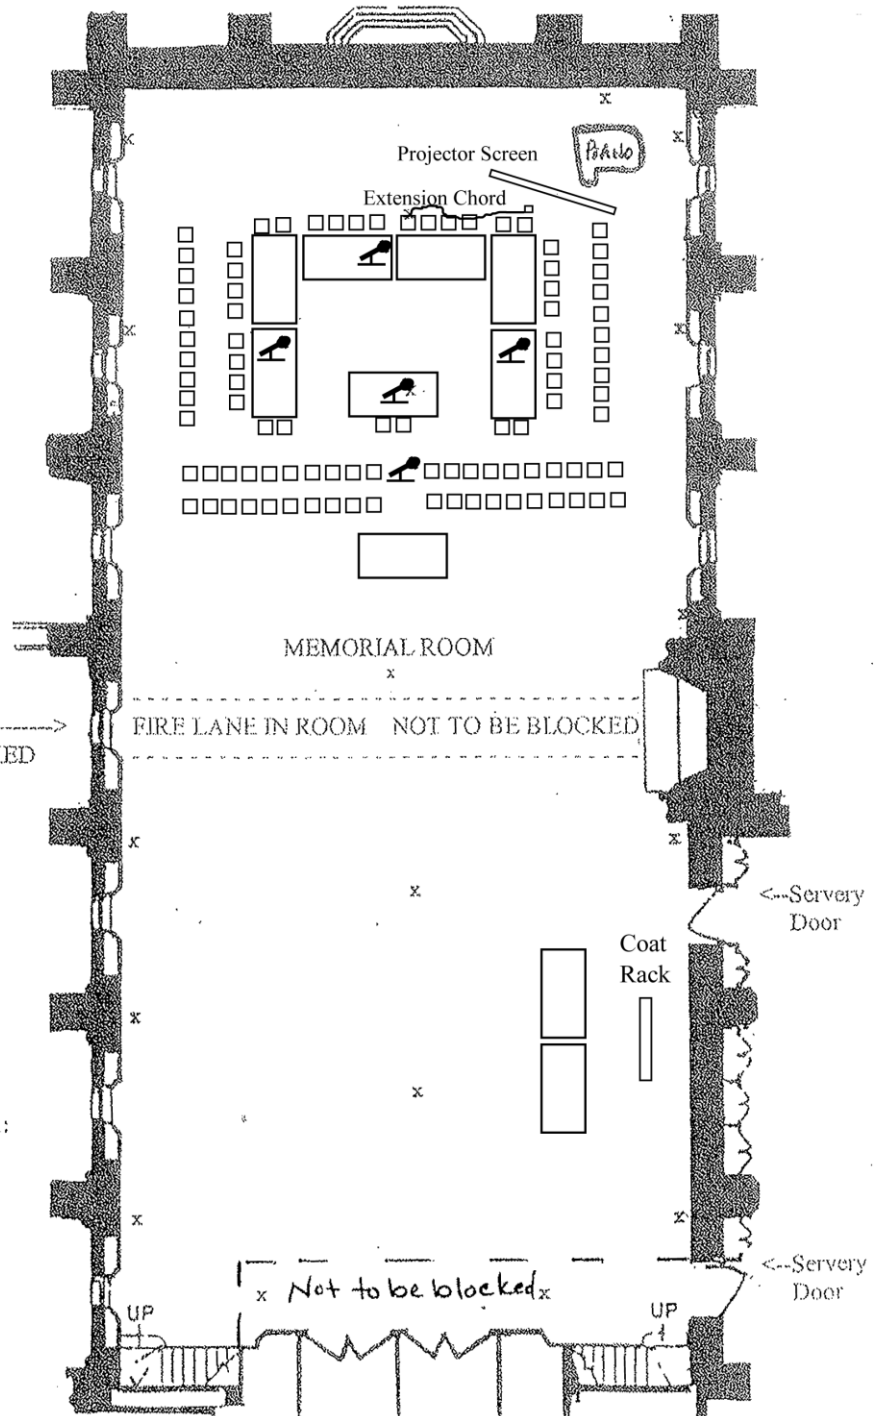 Piano
Projector Screen
Extension Chord
MEMORIAL ROOM
FIRE LANE IN ROOM NOT TO BE BLOCKED
KED
<--Servery
Door
Coat
Rack
:
<--Servery
Door
Not to be blocked
UP
UP